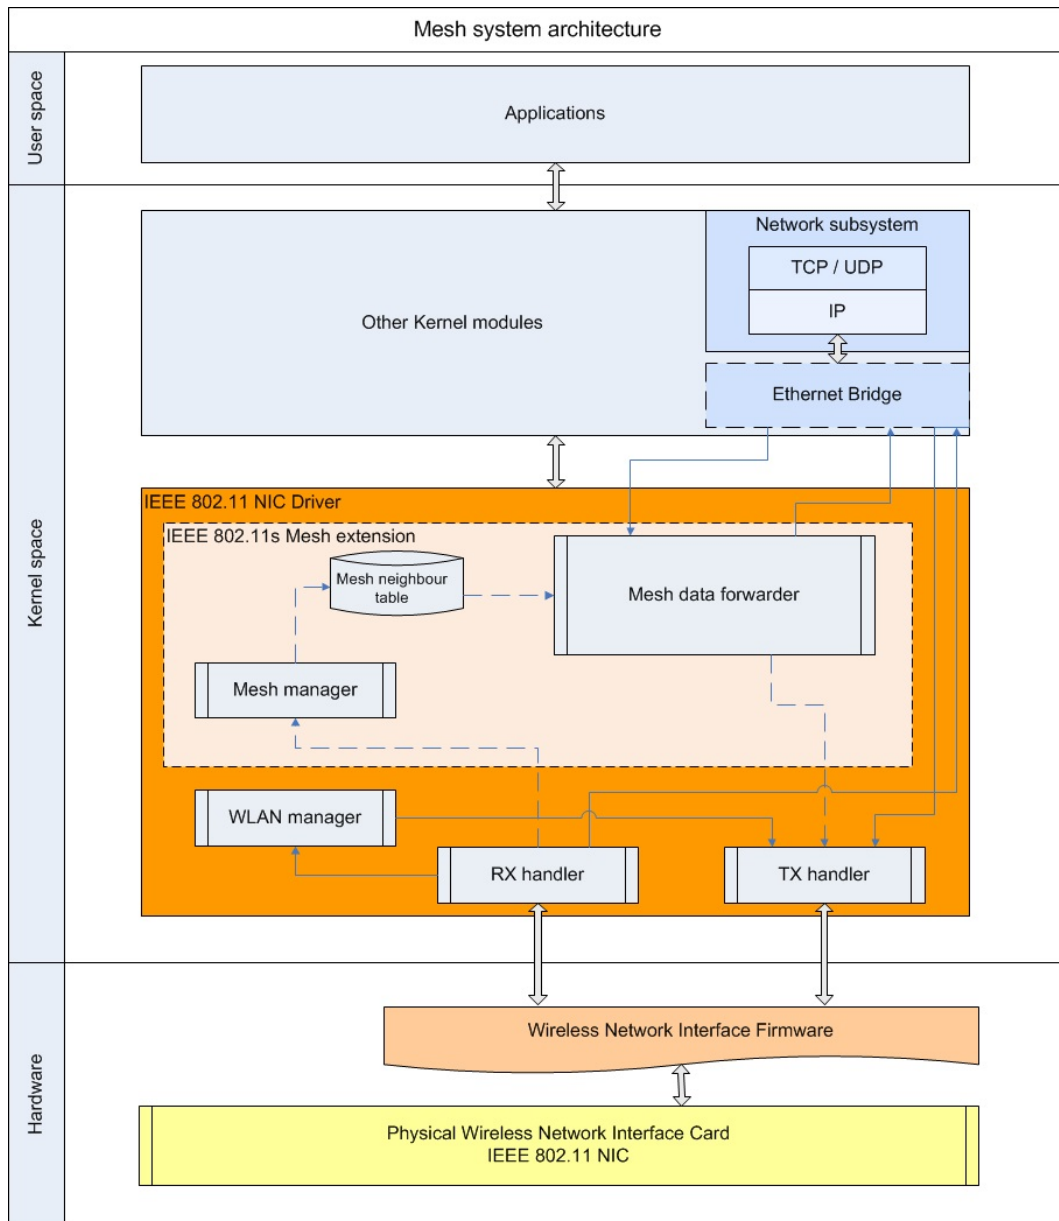 Mesh system architecture
User space
Applications
Kernel space
Network subsystem
TCP / UDP
IP
Other Kernel modules
Ethernet Bridge
IEEE 802.11 NIC Driver
IEEE 802.11s Mesh extension
Mesh neighbour
table
Mesh data forwarder
Mesh manager
WLAN manager
RX handler
TX handler
Hardware
Wireless Network Interface Firmware
Physical Wireless Network Interface Card
IEEE 802.11 NIC